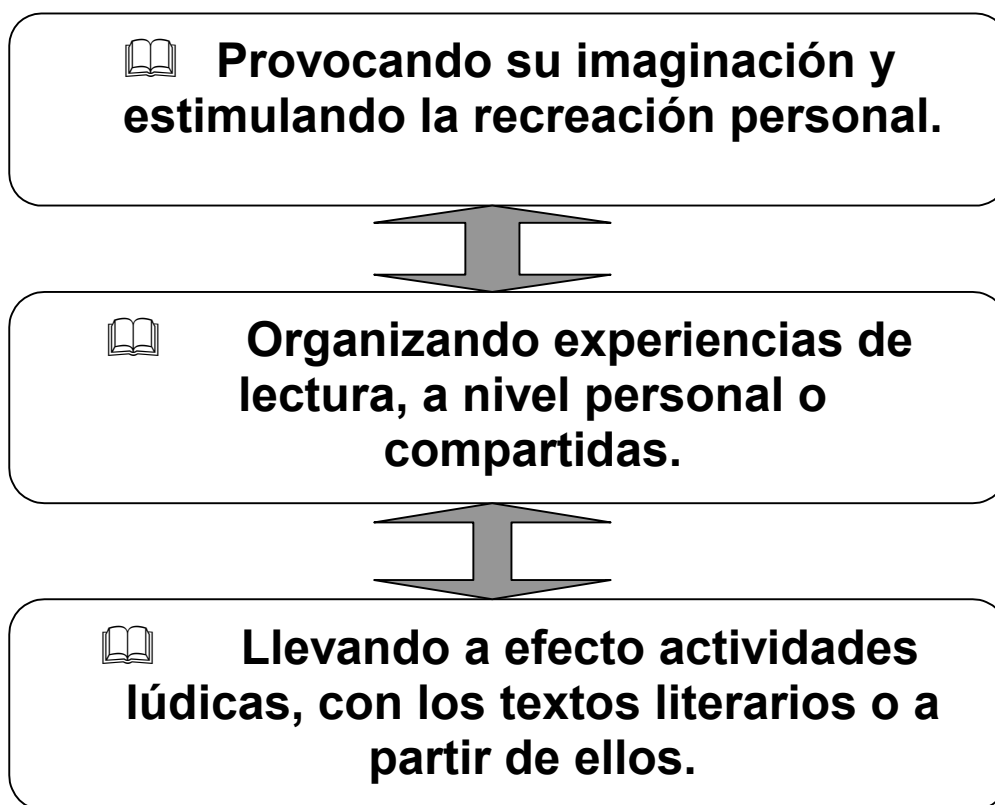 Provocando su imaginación y
estimulando la recreación personal.
Organizando experiencias de
lectura, a nivel personal o
compartidas.
Llevando a efecto actividades
lúdicas, con los textos literarios o a
partir de ellos.